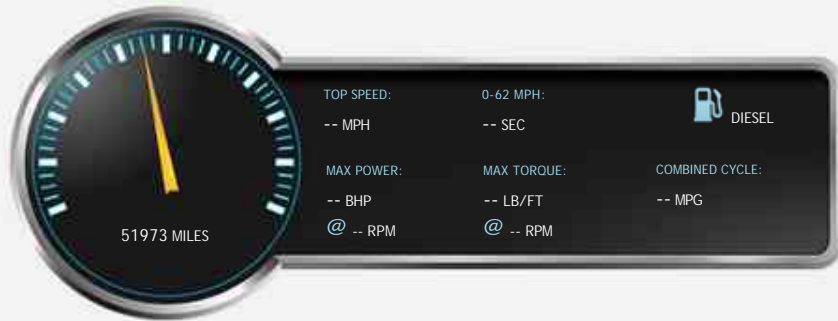 TOP SPEED:
-- MPH
0-62 MPH:
-- SEC
DIESEL
MAX POWER:
-- BHP
@ -- RPM
MAX TORQUE:
-- LB/FT
@ -- RPM
COMBINED CYCLE:
-- MPG
51973 MILES